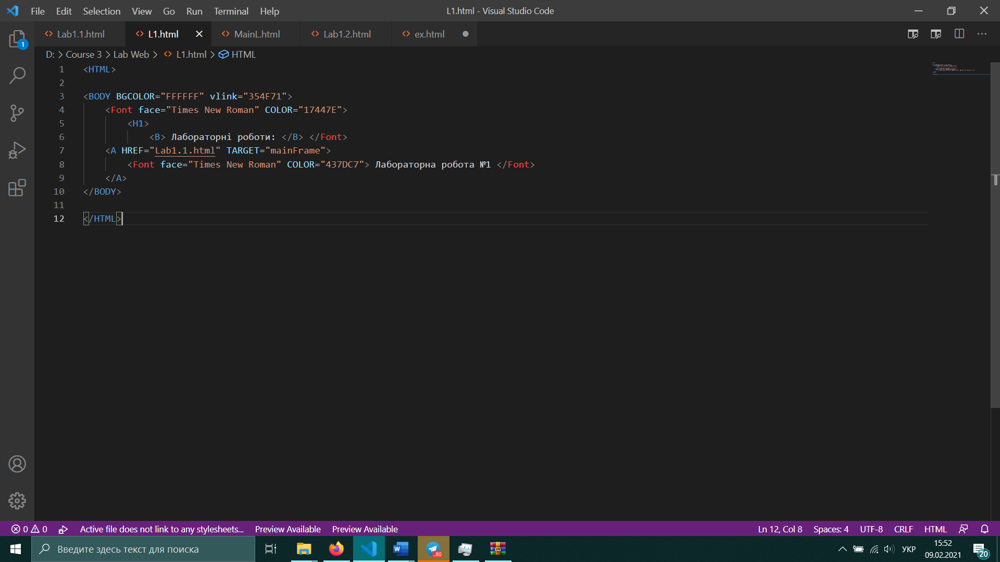 File Edit Selection View Go Run Terminal Help L1.html - Visual Studio Code
Lab1.1.html L1.html MainL.html Lab1.2.html ex.html
1
D: > Course 3 > Lab Web > L1.html > HTML
1 <HTML>
2
3 <BODY BGCOLOR="FFFFFF" vlink="354F71">
4 <Font face="Times New Roman" COLOR="17447E">
5 <H1>
6 <B> Лабораторні роботи: </B> </Font>
7 <A HREF="Lab1.1.html" TARGET="mainFrame">
8 <Font face="Times New Roman" COLOR="437DC7"> Лабораторна робота №1 </Font>
9 </A>
10 </BODY>
11
12 </HTML>
0 0 Active file does not link to any stylesheets... Preview Available Preview Available Ln 12, Col 8 Spaces: 4 UTF-8 CRLF HTML
Введите здесь текст для поиска W ..80 УКР 15:52
09.02.2021 20